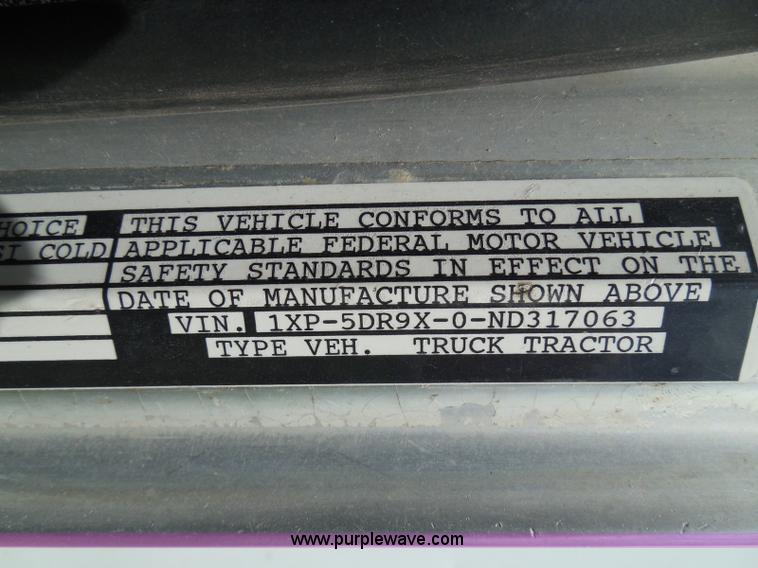 HOICE THIS VEHICLE CONFORMS TO ALL
COLD APPLICABLE FEDERAL MOTOR VEHICLE
SAFETY STANDARDS IN EFFECT ON THE
DATE OF MANUFACTURE SHOWN ABOVE
VIN. 1XP-5DR9X-0-ND317063
TYPE VEH. TRUCK TRACTOR
www.purplewave.com